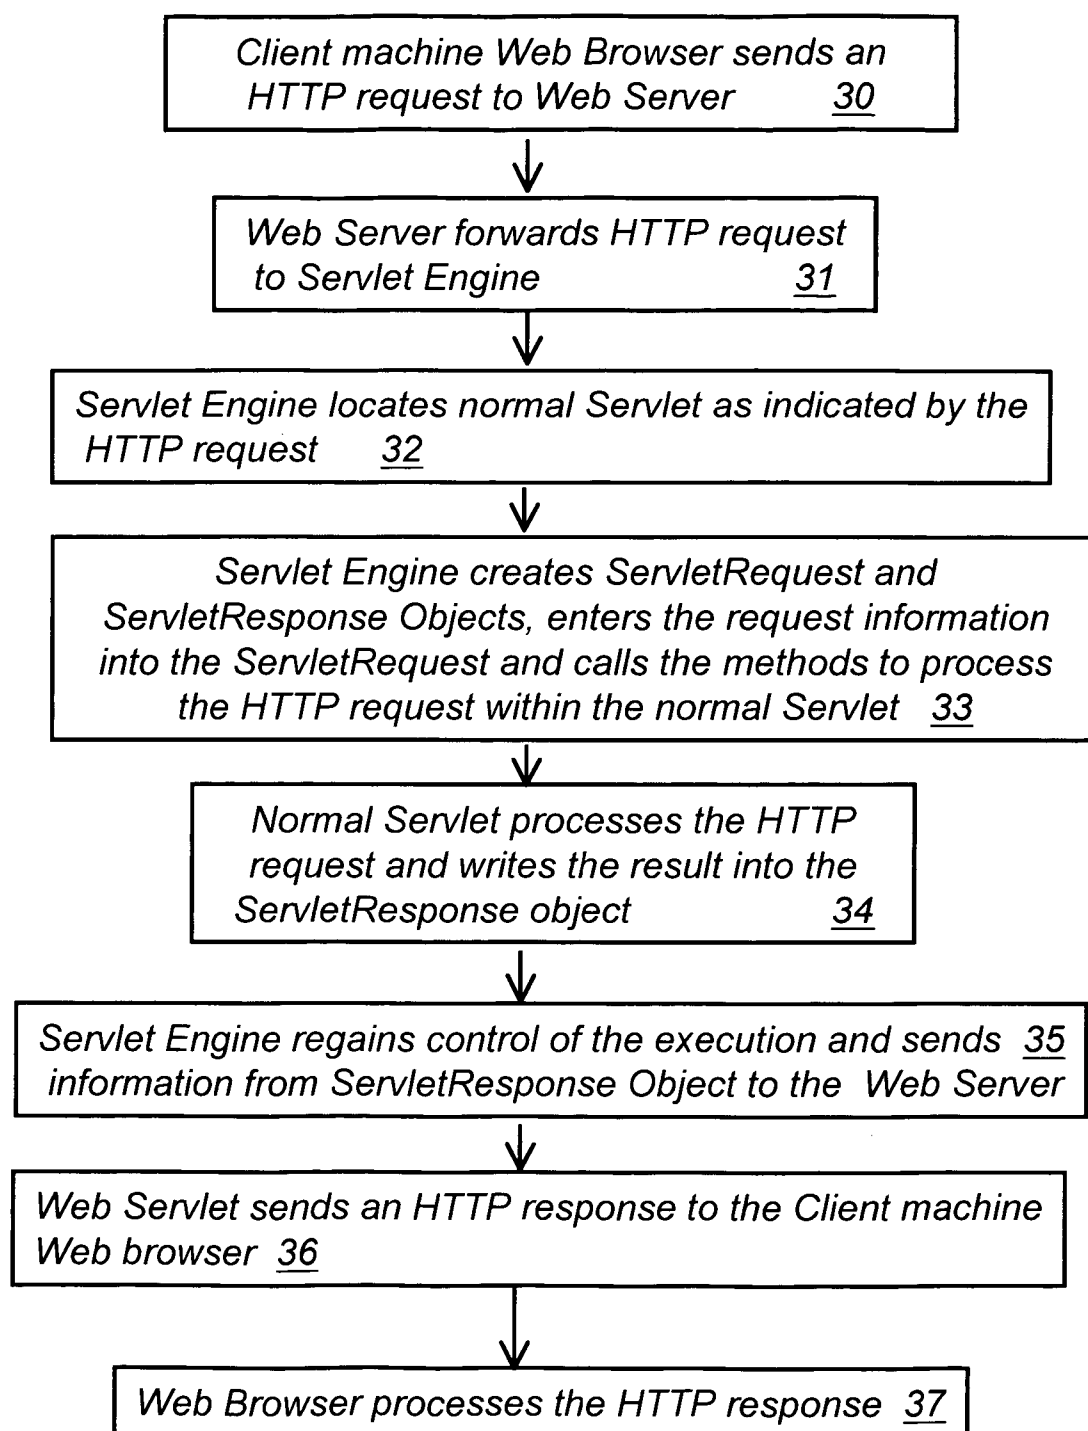 Client machine Web Browser sends an
HTTP request to Web Server 30
Web Server forwards HTTP request
to Servlet Engine 31
Servlet Engine locates normal Servlet as indicated by the
HTTP request 32
Servlet Engine creates ServletRequest and
ServletResponse Objects, enters the request information
into the ServletRequest and calls the methods to process
the HTTP request within the normal Servlet 33
Normal Servlet processes the HTTP
request and writes the result into the
ServletResponse object 34
Servlet Engine regains control of the execution and sends 35
information from ServletResponse Object to the Web Server
Web Servlet sends an HTTP response to the Client machine
Web browser 36
Web Browser processes the HTTP response 37